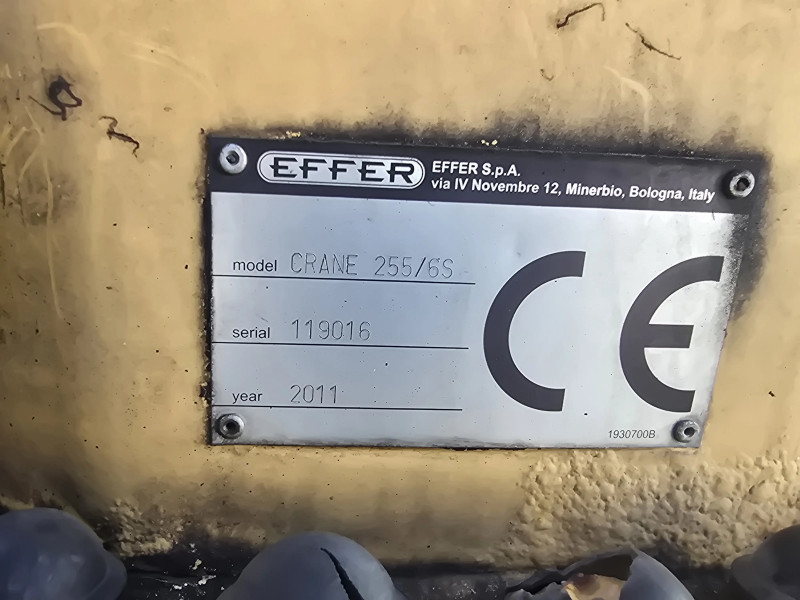 EFFER
EFFER S.p.A.
via IV Novembre 12, Minerbio, Bologna, Italy
model CRANE 255/6S
serial 119016
year 2011
CE
1930700B